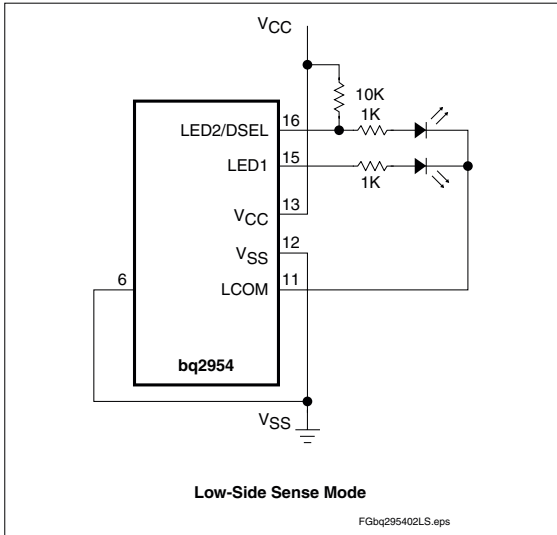 VCC
10K
16
1K
LED2/DSEL
15
LED1
1K
13
VCC
12
VSS
6
11
LCOM
bq2954
VSS
Low-Side Sense Mode
FGbq295402LS.eps